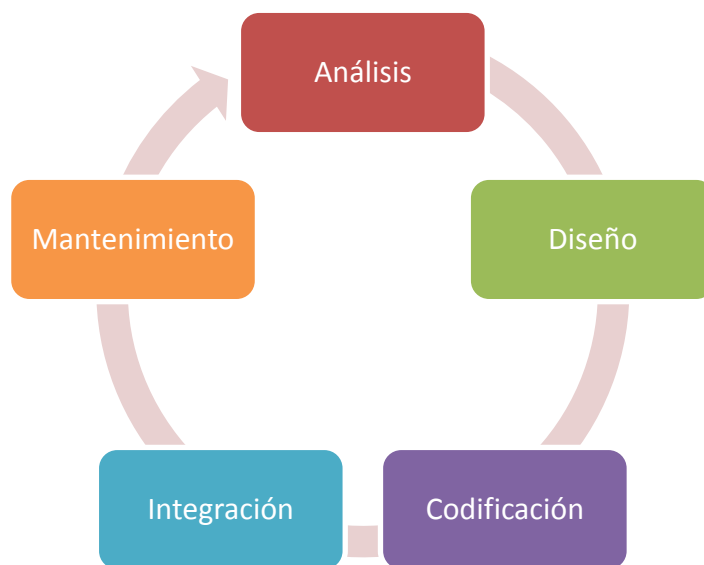 Análisis
Diseño
Codificación
Integración
Mantenimiento